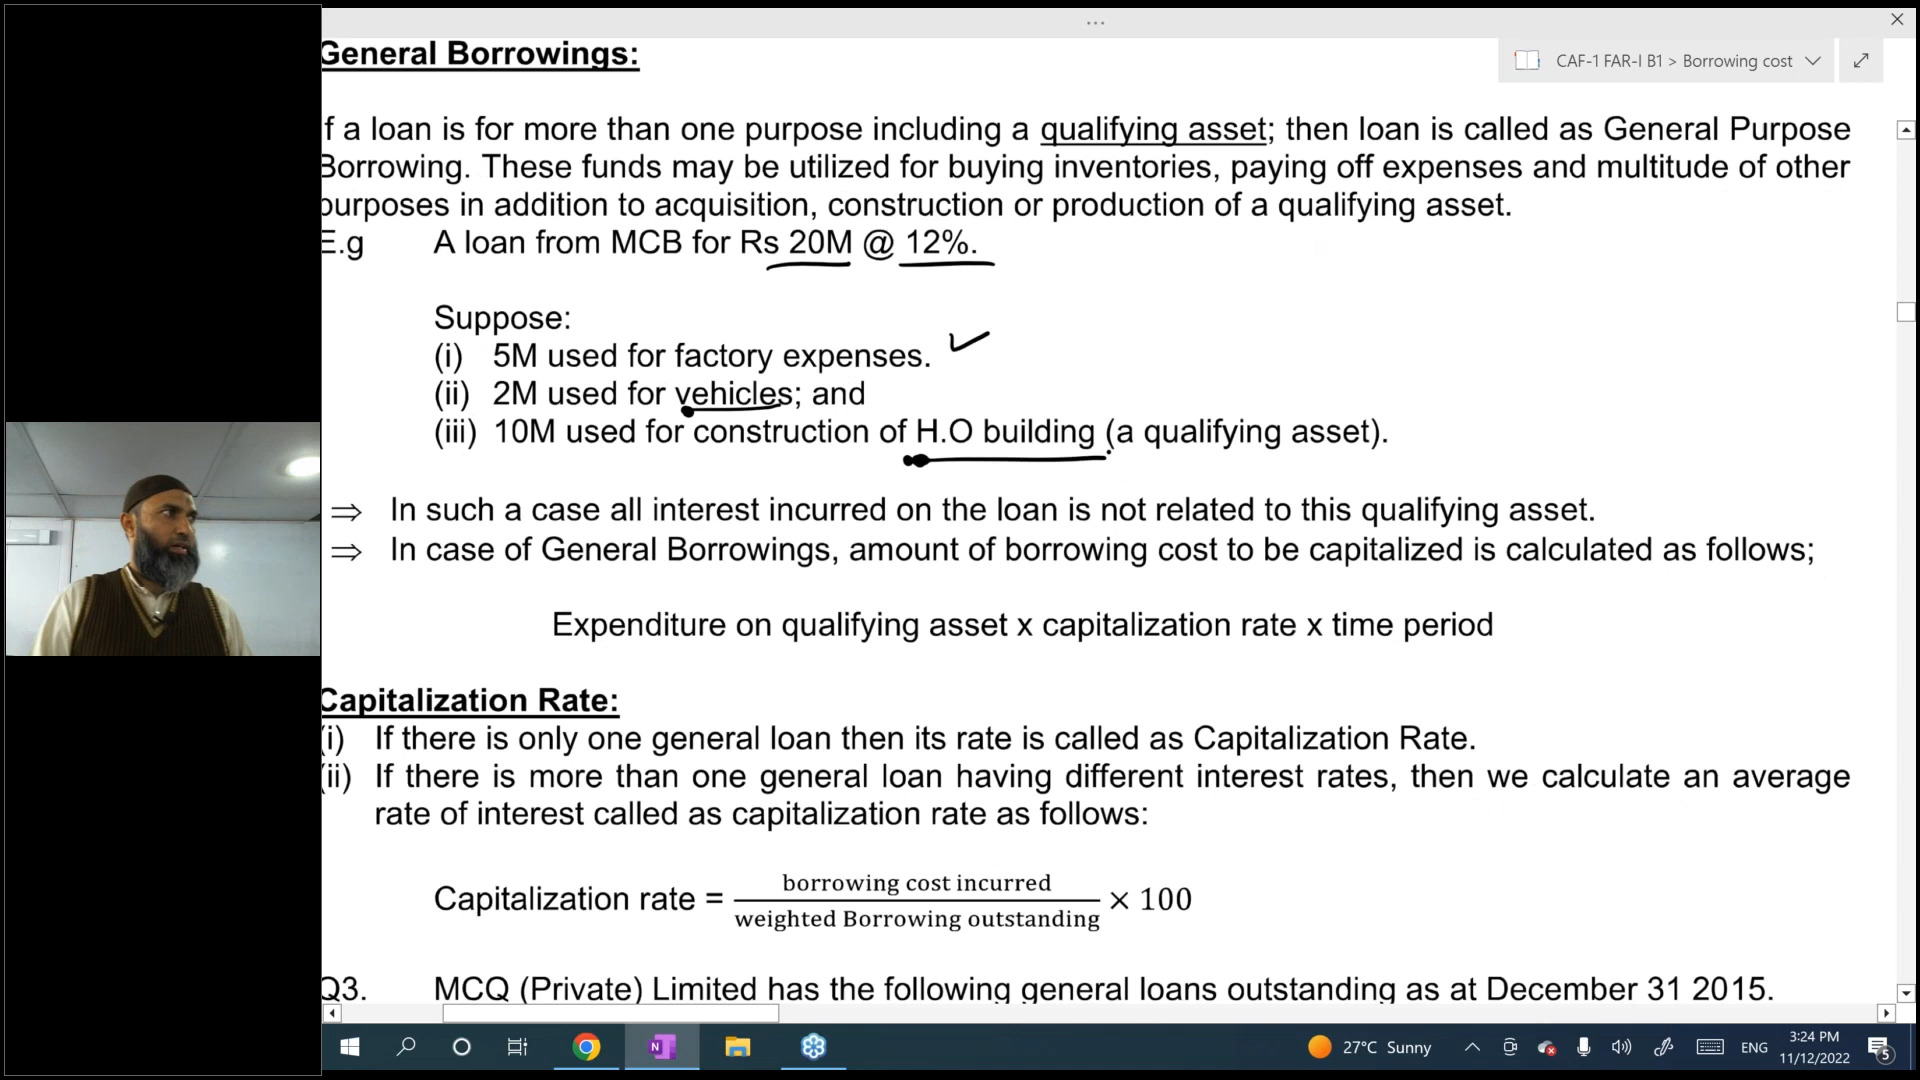 General Borrowings:
CAF-1 FAR-I B1 > Borrowing cost
f a loan is for more than one purpose including a qualifying asset; then loan is called as General Purpose
Borrowing. These funds may be utilized for buying inventories, paying off expenses and multitude of other
purposes in addition to acquisition, construction or production of a qualifying asset.
E.g A loan from MCB for Rs 20M @ 12%.
Suppose:
(i) 5M used for factory expenses.
(ii) 2M used for vehicles; and
(iii) 10M used for construction of H.O building (a qualifying asset).
⇒ In such a case all interest incurred on the loan is not related to this qualifying asset.
⇒ In case of General Borrowings, amount of borrowing cost to be capitalized is calculated as follows;
Expenditure on qualifying asset x capitalization rate x time period
Capitalization Rate:
(i) If there is only one general loan then its rate is called as Capitalization Rate.
(ii) If there is more than one general loan having different interest rates, then we calculate an average
rate of interest called as capitalization rate as follows:
borrowing cost incurred
Capitalization rate = × 100
weighted Borrowing outstanding
Q3. MCQ (Private) Limited has the following general loans outstanding as at December 31 2015.
N
27°C Sunny
ENG
3:24 PM
11/12/2022
5